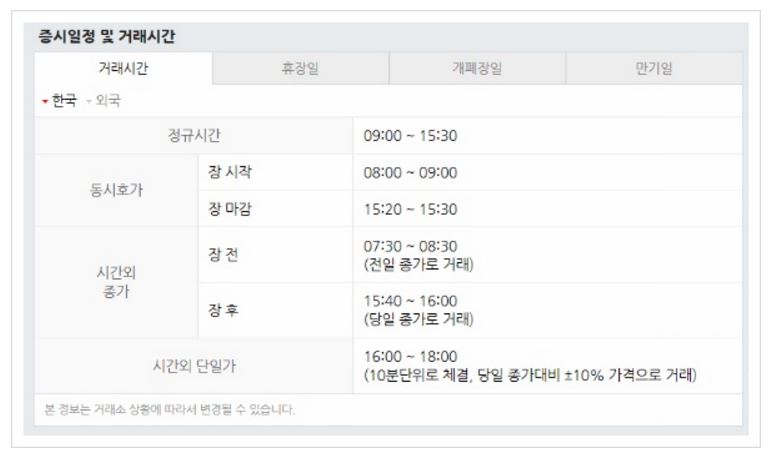 증시일정 및 거래시간
거래시간 휴장일 개폐장일 만기일
한국 외국
정규시간 09:00 ~ 15:30
동시호가
장 시작 08:00 ~ 09:00
장 마감 15:20 ~ 15:30
시간외
종가
장 전 07:30 ~ 08:30
(전일 종가로 거래)
장 후 15:40 ~ 16:00
(당일 종가로 거래)
시간외 단일가 16:00 ~ 18:00
(10분단위로 체결, 당일 종가대비 ±10% 가격으로 거래)
본 정보는 거래소 상황에 따라서 변경될 수 있습니다.